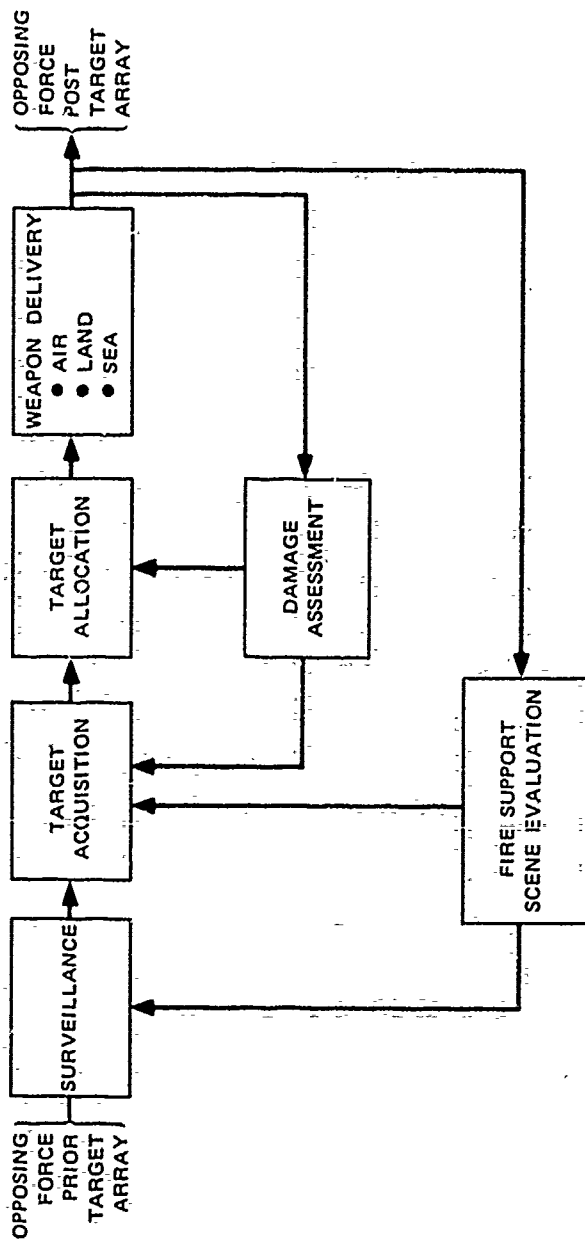 OPPOSING
FORCE
PRIOR
TARGET
ARRAY
SURVEILLANCE
TARGET
ACQUISITION
TARGET
ALLOCATION
WEAPON DELIVERY
● AIR
● LAND
● SEA
OPPOSING
FORCE
POST
TARGET
ARRAY
DAMAGE
ASSESSMENT
FIRE SUPPORT
SCENE EVALUATION